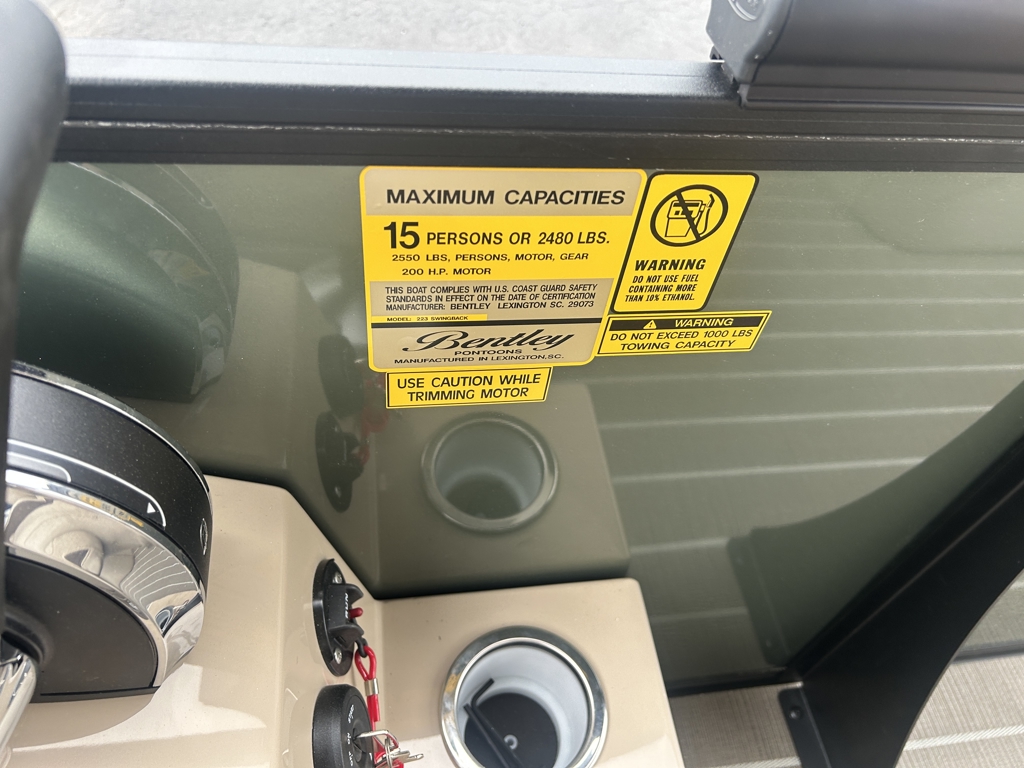 MAXIMUM CAPACITIES
15 PERSONS OR 2480 LBS.
2550 LBS, PERSONS, MOTOR, GEAR
200 H.P. MOTOR
THIS BOAT COMPLIES WITH U.S. COAST GUARD SAFETY
STANDARDS IN EFFECT ON THE DATE OF CERTIFICATION
MANUFACTURER: BENTLEY LEXINGTON SC. 29073
MODEL: 223 SWINGBACK
Bentley
PONTOONS
MANUFACTURED IN LEXINGTON, SC.
WARNING
DO NOT USE FUEL
CONTAINING MORE
THAN 10% ETHANOL.
WARNING
DO NOT EXCEED 1000 LBS
TOWING CAPACITY
USE CAUTION WHILE
TRIMMING MOTOR
RUN